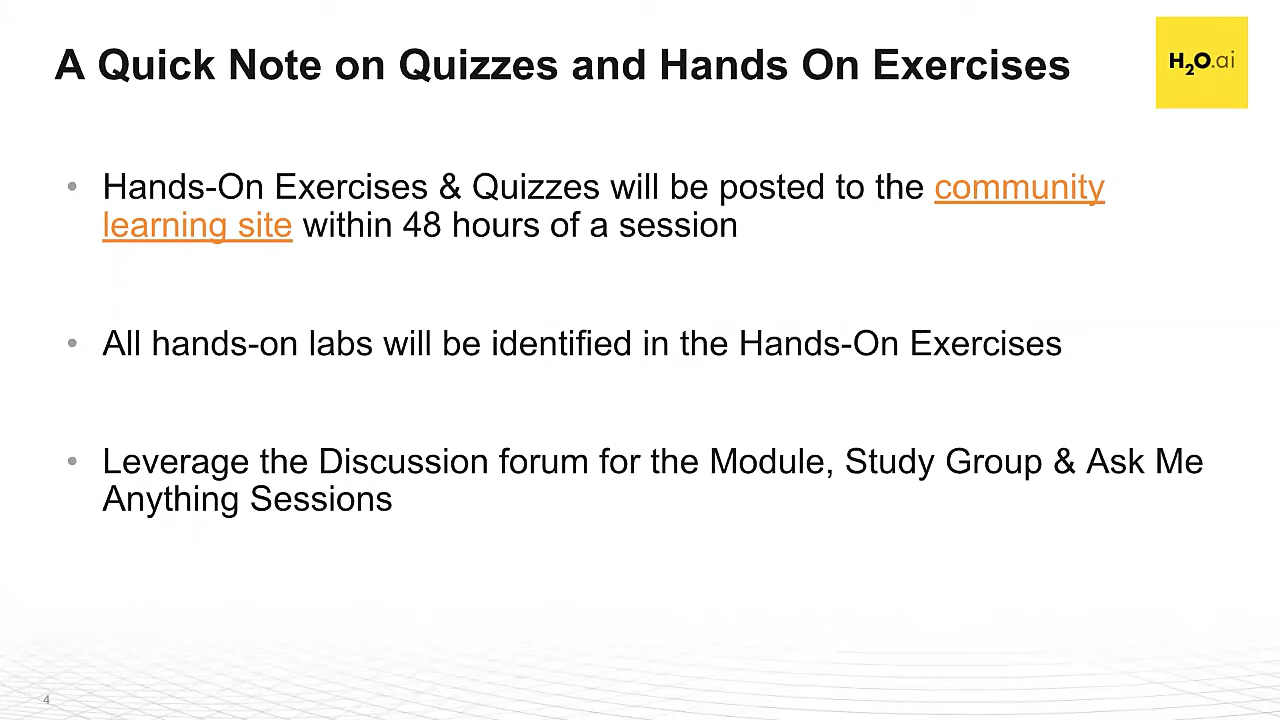 A Quick Note on Quizzes and Hands On Exercises
H2O.ai
• Hands-On Exercises & Quizzes will be posted to the community
learning site within 48 hours of a session
• All hands-on labs will be identified in the Hands-On Exercises
• Leverage the Discussion forum for the Module, Study Group & Ask Me
Anything Sessions
4